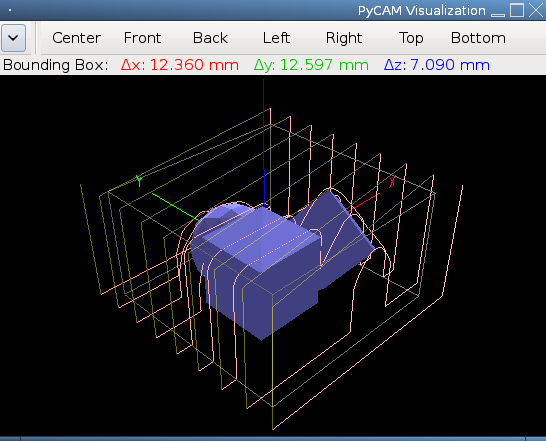 PyCAM Visualization
Center Front Back Left Right Top Bottom
Bounding Box: Δx: 12.360 mm Δy: 12.597 mm Δz: 7.090 mm
Y
X